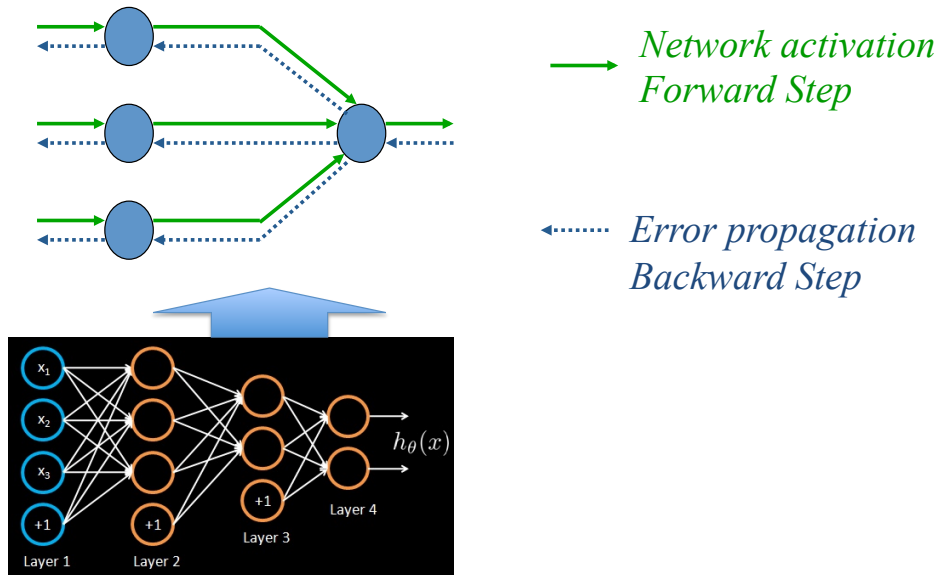 Network activation
Forward Step
Error propagation
Backward Step
x₁
x₂
x₃
+1
+1
+1
h_θ(x)
Layer 1
Layer 2
Layer 3
Layer 4